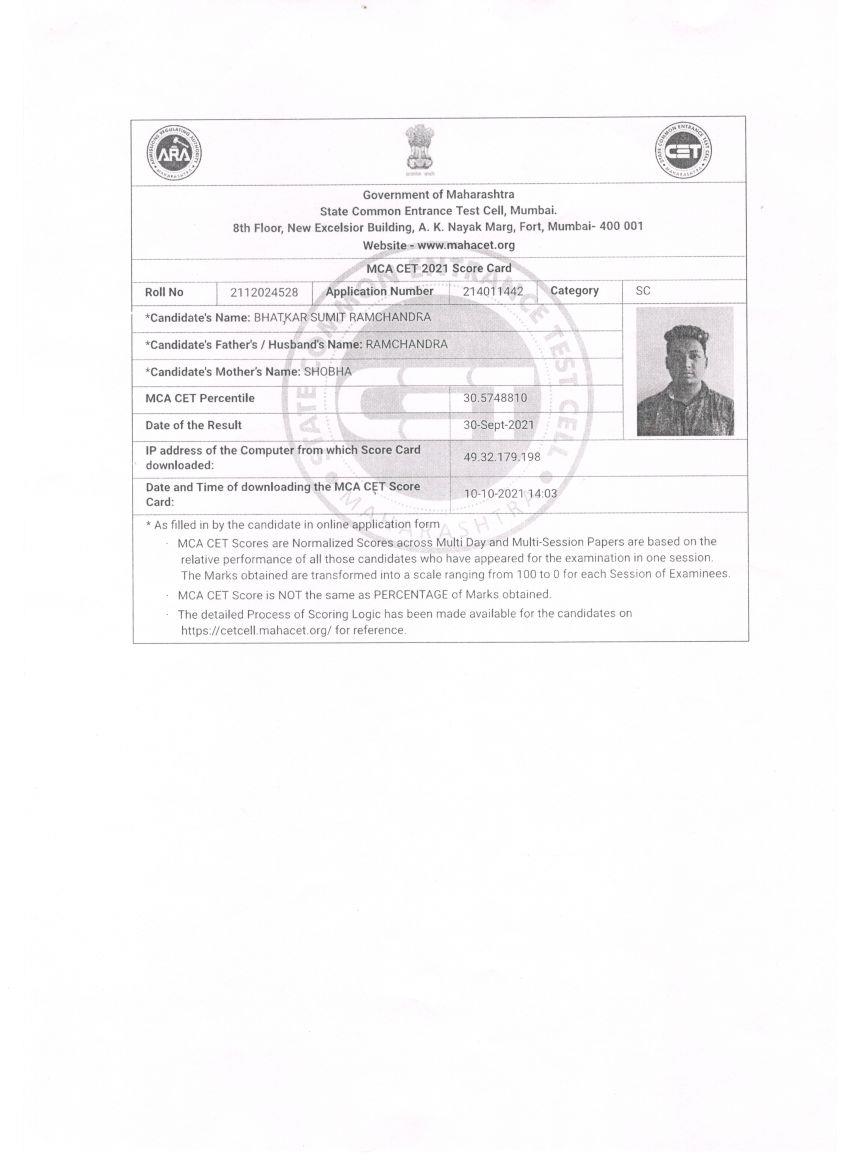 ADMISSIONS REGULATING AUTHORITY
ARA
MAHARASHTRA
STATE COMMON ENTRANCE TEST CELL
CET
MAHARASHTRA
Government of Maharashtra
State Common Entrance Test Cell, Mumbai.
8th Floor, New Excelsior Building, A. K. Nayak Marg, Fort, Mumbai- 400 001
Website - www.mahacet.org
MCA CET 2021 Score Card
Roll No 2112024528 Application Number 214011442 Category SC
*Candidate's Name: BHATKAR SUMIT RAMCHANDRA
*Candidate's Father's / Husband's Name: RAMCHANDRA
*Candidate's Mother's Name: SHOBHA
MCA CET Percentile 30.5748810
Date of the Result 30-Sept-2021
IP address of the Computer from which Score Card
downloaded: 49.32.179.198
Date and Time of downloading the MCA CET Score
Card: 10-10-2021 14:03
* As filled in by the candidate in online application form
· MCA CET Scores are Normalized Scores across Multi Day and Multi-Session Papers are based on the
relative performance of all those candidates who have appeared for the examination in one session.
The Marks obtained are transformed into a scale ranging from 100 to 0 for each Session of Examinees.
· MCA CET Score is NOT the same as PERCENTAGE of Marks obtained.
· The detailed Process of Scoring Logic has been made available for the candidates on
https://cetcell.mahacet.org/ for reference.
STATE COMMON ENTRANCE TEST CELL
MAHARASHTRA